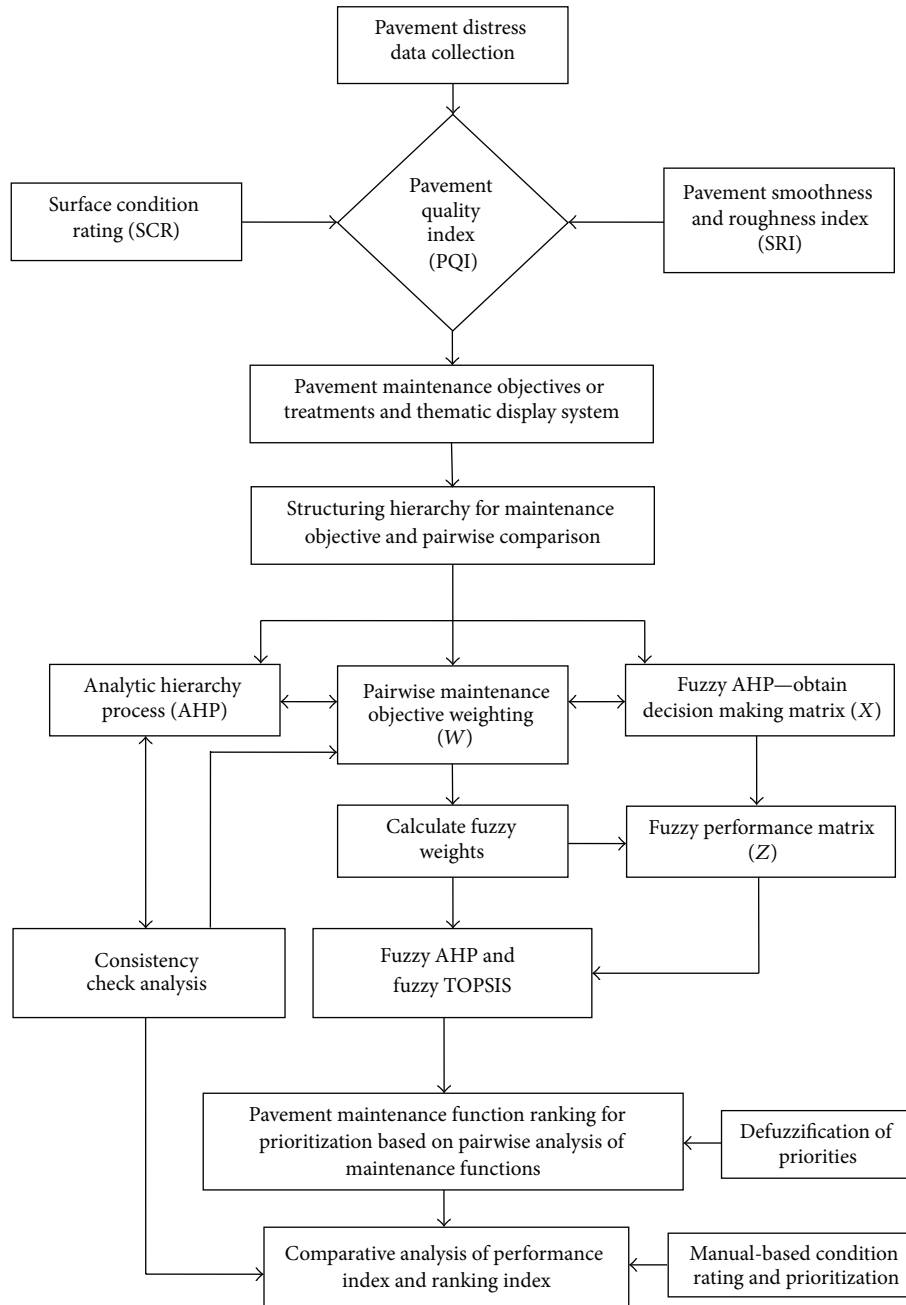 Pavement distress
data collection
Surface condition
rating (SCR)
Pavement
quality
index
(PQI)
Pavement smoothness
and roughness index
(SRI)
Pavement maintenance objectives or
treatments and thematic display system
Structuring hierarchy for maintenance
objective and pairwise comparison
Analytic hierarchy
process (AHP)
Pairwise maintenance
objective weighting
(W)
Fuzzy AHP—obtain
decision making matrix (X)
Calculate fuzzy
weights
Fuzzy performance matrix
(Z)
Consistency
check analysis
Fuzzy AHP and
fuzzy TOPSIS
Pavement maintenance function ranking for
prioritization based on pairwise analysis of
maintenance functions
Defuzzification of
priorities
Comparative analysis of performance
index and ranking index
Manual-based condition
rating and prioritization